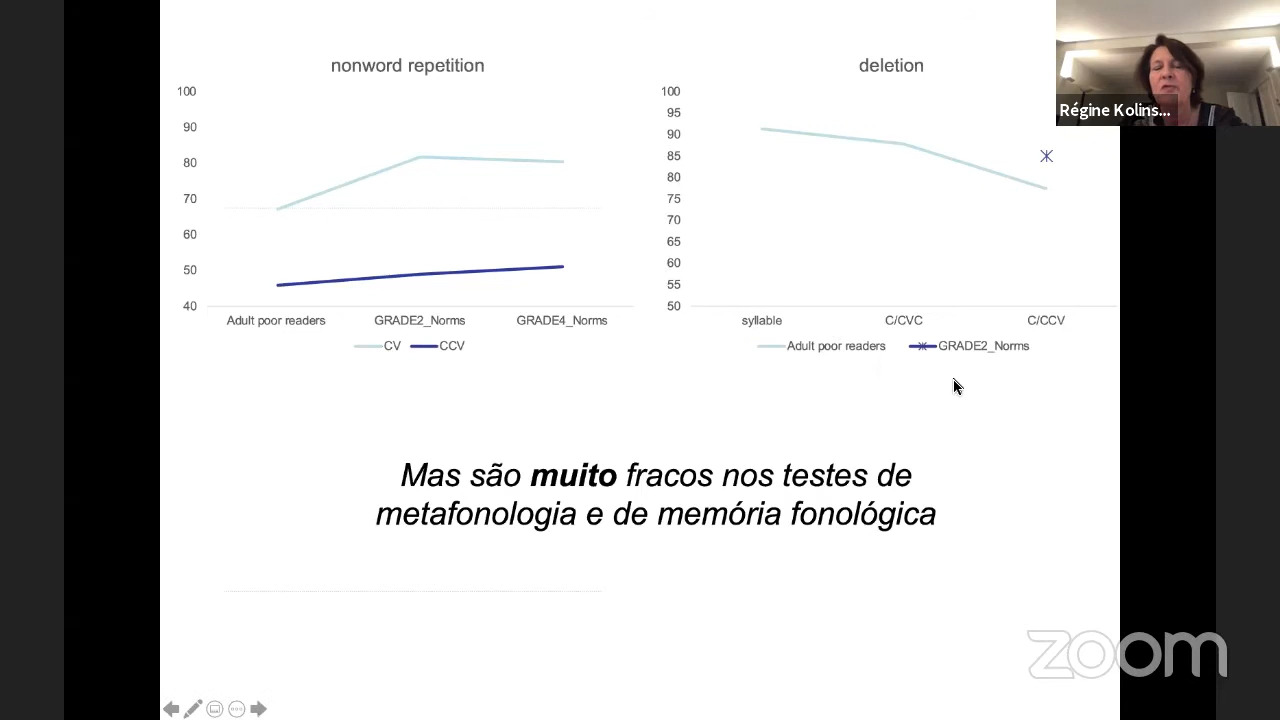 nonword repetition
100
90
80
70
60
50
40
Adult poor readers GRADE2_Norms GRADE4_Norms
CV CCV
deletion
100
95
90
85
80
75
70
65
60
55
50
syllable C/CVC C/CCV
Adult poor readers GRADE2_Norms
Régine Kolins...
Mas são muito fracos nos testes de
metafonologia e de memória fonológica
zoom